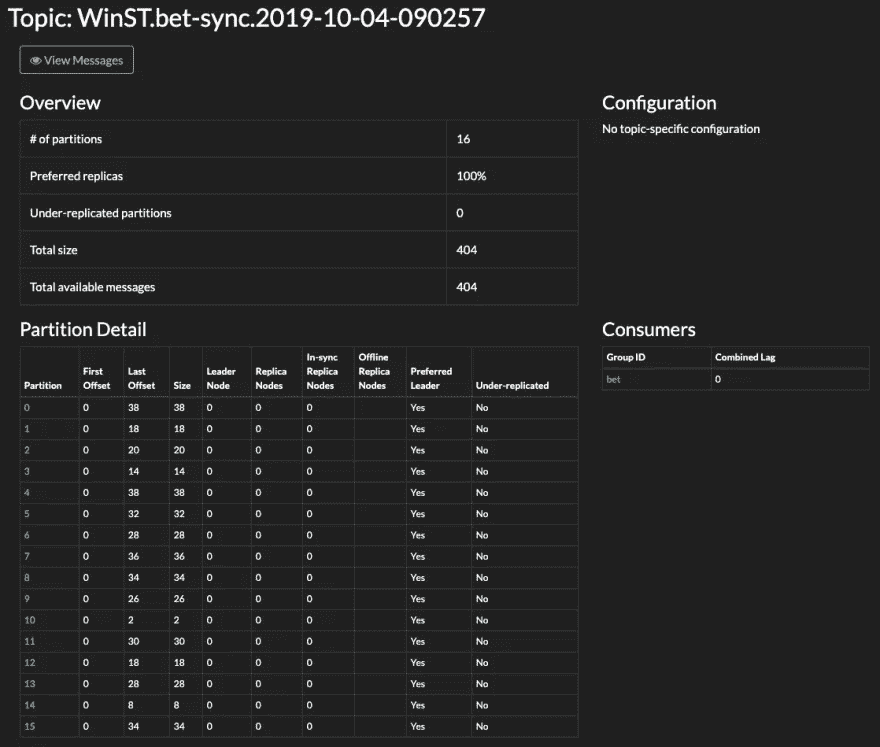 Topic: WinST.bet-sync.2019-10-04-090257
View Messages
Overview
# of partitions 16
Preferred replicas 100%
Under-replicated partitions 0
Total size 404
Total available messages 404
Configuration
No topic-specific configuration
Partition Detail
Partition First Offset Last Offset Size Leader Node Replica Nodes In-sync Replica Nodes Offline Replica Nodes Preferred Leader Under-replicated
0 0 38 38 0 0 0 Yes No
1 0 18 18 0 0 0 Yes No
2 0 20 20 0 0 0 Yes No
3 0 14 14 0 0 0 Yes No
4 0 38 38 0 0 0 Yes No
5 0 32 32 0 0 0 Yes No
6 0 28 28 0 0 0 Yes No
7 0 36 36 0 0 0 Yes No
8 0 34 34 0 0 0 Yes No
9 0 26 26 0 0 0 Yes No
10 0 2 2 0 0 0 Yes No
11 0 30 30 0 0 0 Yes No
12 0 18 18 0 0 0 Yes No
13 0 28 28 0 0 0 Yes No
14 0 8 8 0 0 0 Yes No
15 0 34 34 0 0 0 Yes No
Consumers
Group ID Combined Lag
bet 0